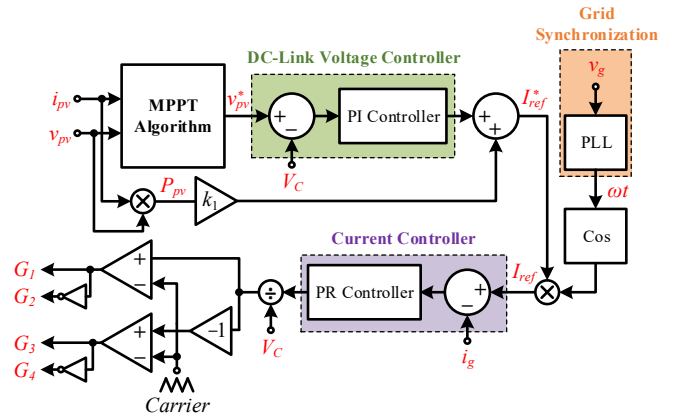 Grid
Synchronization
DC-Link Voltage Controller
v_g
i_pv
v_pv
MPPT
Algorithm
v*_pv
+
−
PI Controller
+
+
I*_ref
PLL
V_C
P_pv
k_1
ωt
Cos
Current Controller
G_1
G_2
+
−
÷
PR Controller
+
−
I_ref
×
×
G_3
G_4
+
−
−1
V_C
i_g
Carrier